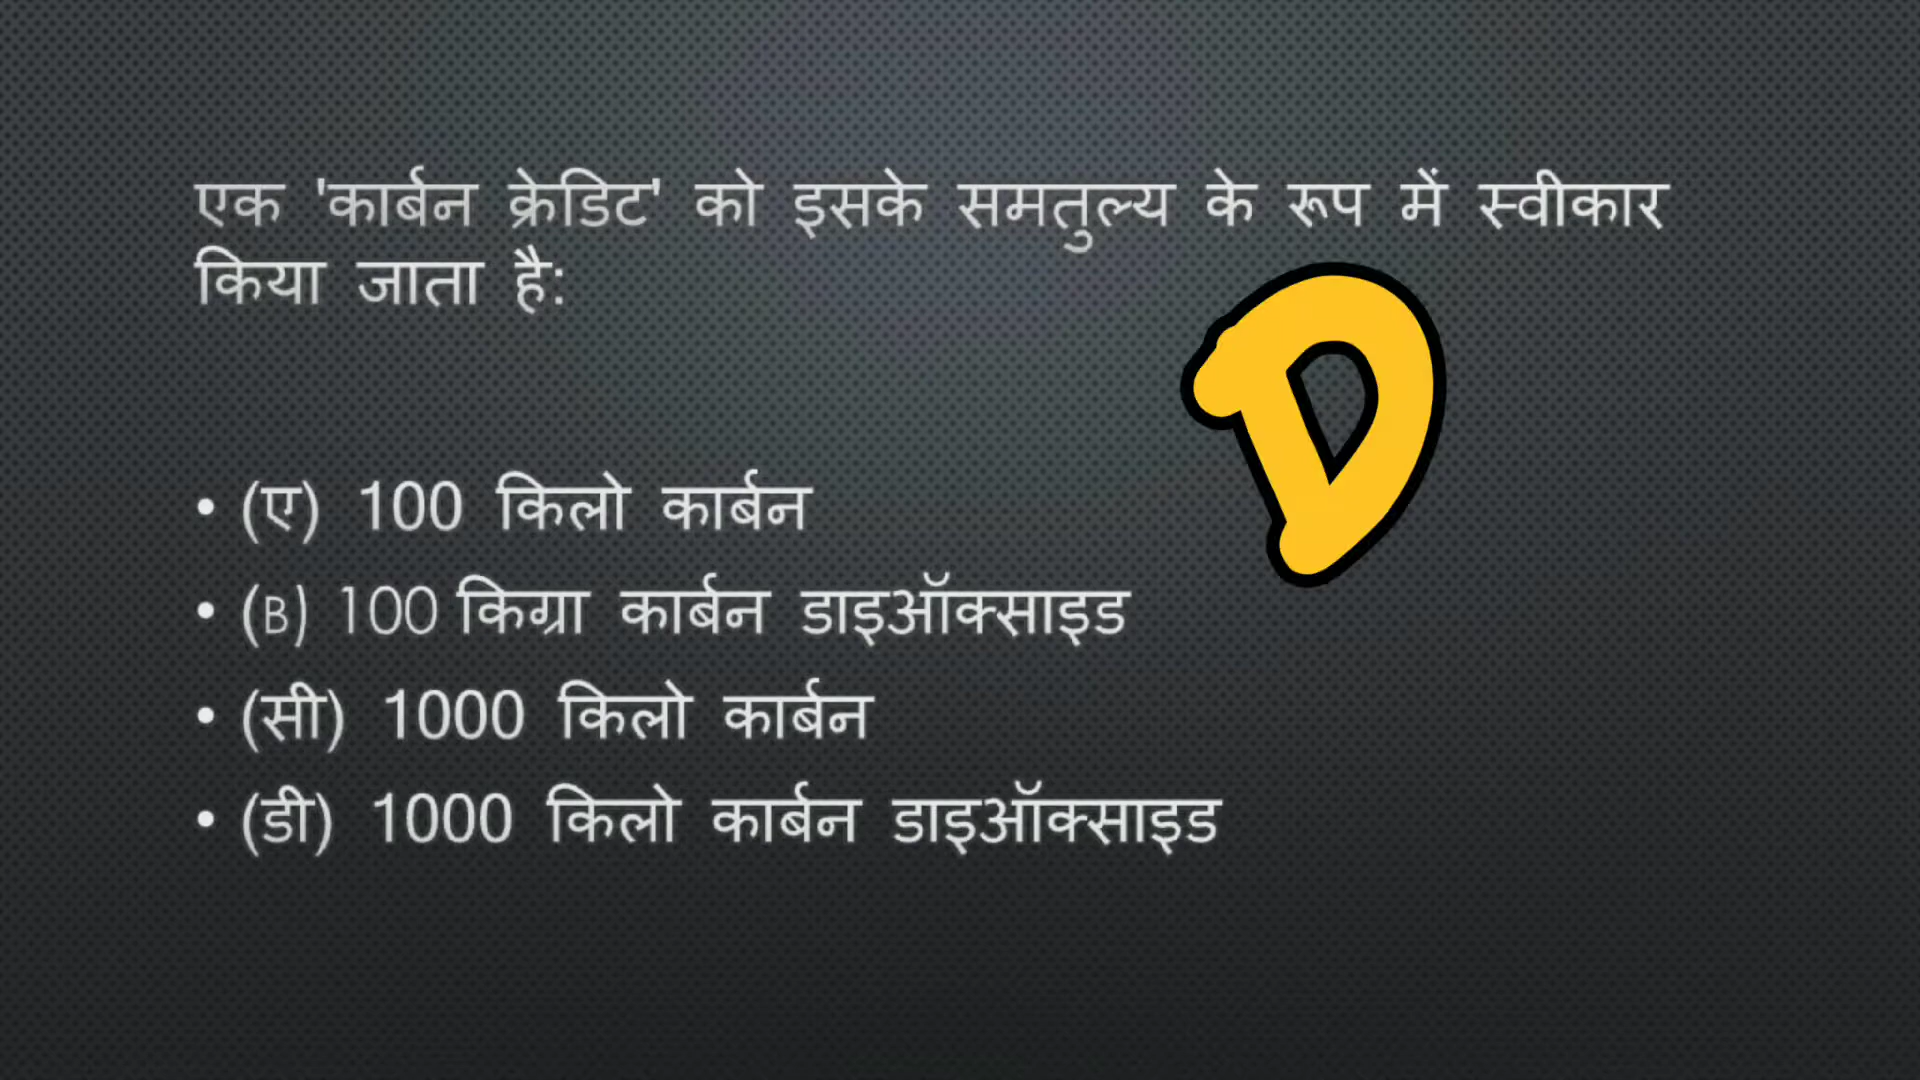 एक 'कार्बन क्रेडिट' को इसके समतुल्य के रूप में स्वीकार
किया जाता है:
D
• (ए) 100 किलो कार्बन
• (B) 100 किग्रा कार्बन डाइऑक्साइड
• (सी) 1000 किलो कार्बन
• (डी) 1000 किलो कार्बन डाइऑक्साइड